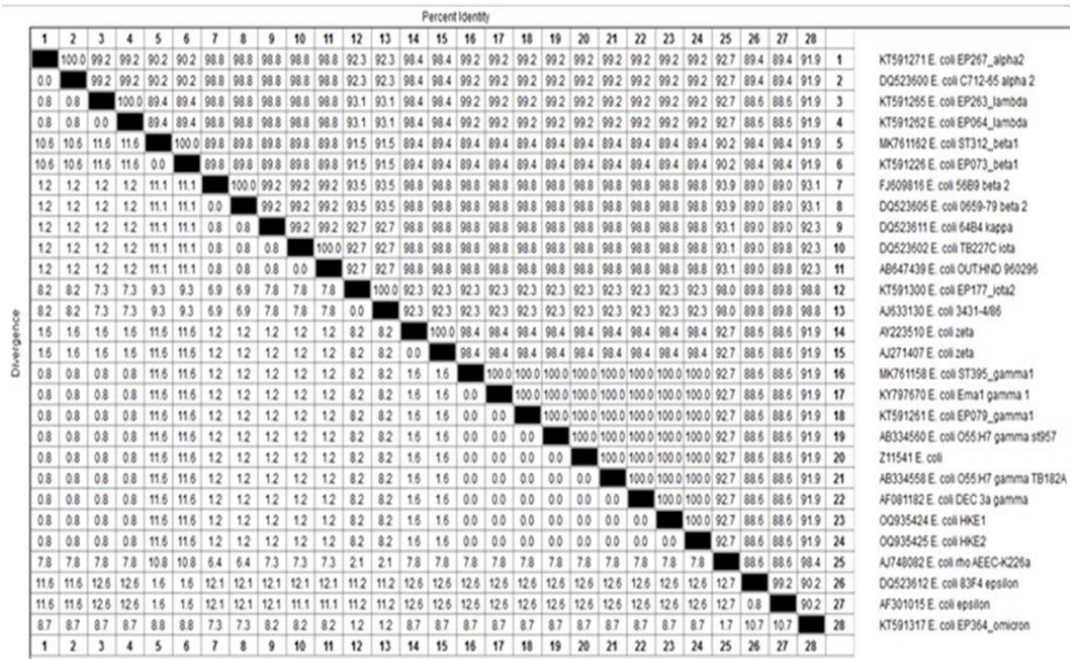 Percent Identity
1 2 3 4 5 6 7 8 9 10 11 12 13 14 15 16 17 18 19 20 21 22 23 24 25 26 27 28
100.0 99.2 99.2 90.2 90.2 98.8 98.8 98.8 98.8 98.8 92.3 92.3 98.4 98.4 99.2 99.2 99.2 99.2 99.2 99.2 99.2 99.2 99.2 92.7 89.4 89.4 91.9 1 KT591271 E. coli EP267_alpha2
0.0 99.2 99.2 90.2 90.2 98.8 98.8 98.8 98.8 98.8 92.3 92.3 98.4 98.4 99.2 99.2 99.2 99.2 99.2 99.2 99.2 99.2 99.2 92.7 89.4 89.4 91.9 2 DQ523600 E. coli C712-65 alpha 2
0.8 0.8 100.0 89.4 89.4 98.8 98.8 98.8 98.8 98.8 93.1 93.1 98.4 98.4 99.2 99.2 99.2 99.2 99.2 99.2 99.2 99.2 99.2 92.7 88.6 88.6 91.9 3 KT591265 E. coli EP263_lambda
0.8 0.8 0.0 89.4 89.4 98.8 98.8 98.8 98.8 98.8 93.1 93.1 98.4 98.4 99.2 99.2 99.2 99.2 99.2 99.2 99.2 99.2 99.2 92.7 88.6 88.6 91.9 4 KT591262 E. coli EP064_lambda
10.6 10.6 11.6 11.6 100.0 89.8 89.8 89.8 89.8 89.8 91.5 91.5 89.4 89.4 89.4 89.4 89.4 89.4 89.4 89.4 89.4 89.4 89.4 90.2 98.4 98.4 91.9 5 MK761162 E. coli ST312_beta1
10.6 10.6 11.6 11.6 0.0 89.8 89.8 89.8 89.8 89.8 91.5 91.5 89.4 89.4 89.4 89.4 89.4 89.4 89.4 89.4 89.4 89.4 89.4 90.2 98.4 98.4 91.9 6 KT591226 E. coli EP073_beta1
1.2 1.2 1.2 1.2 11.1 11.1 100.0 99.2 99.2 99.2 93.5 93.5 98.8 98.8 98.8 98.8 98.8 98.8 98.8 98.8 98.8 98.8 98.8 93.9 89.0 89.0 93.1 7 FJ609816 E. coli 56B9 beta 2
1.2 1.2 1.2 1.2 11.1 11.1 0.0 99.2 99.2 99.2 93.5 93.5 98.8 98.8 98.8 98.8 98.8 98.8 98.8 98.8 98.8 98.8 98.8 93.9 89.0 89.0 93.1 8 DQ523605 E. coli 0659-79 beta 2
1.2 1.2 1.2 1.2 11.1 11.1 0.8 0.8 99.2 99.2 92.7 92.7 98.8 98.8 98.8 98.8 98.8 98.8 98.8 98.8 98.8 98.8 98.8 93.1 89.0 89.0 92.3 9 DQ523611 E. coli 64B4 kappa
1.2 1.2 1.2 1.2 11.1 11.1 0.8 0.8 0.8 100.0 92.7 92.7 98.8 98.8 98.8 98.8 98.8 98.8 98.8 98.8 98.8 98.8 98.8 93.1 89.0 89.8 92.3 10 DQ523602 E. coli TB227C iota
1.2 1.2 1.2 1.2 11.1 11.1 0.8 0.8 0.8 0.0 92.7 92.7 98.8 98.8 98.8 98.8 98.8 98.8 98.8 98.8 98.8 98.8 98.8 93.1 89.0 89.8 92.3 11 AB647439 E. coli OUT:HND 960296
8.2 8.2 7.3 7.3 9.3 9.3 6.9 6.9 7.8 7.8 7.8 100.0 92.3 92.3 92.3 92.3 92.3 92.3 92.3 92.3 92.3 92.3 92.3 98.0 89.8 89.8 98.8 12 KT591300 E. coli EP177_iota2
8.2 8.2 7.3 7.3 9.3 9.3 6.9 6.9 7.8 7.8 7.8 0.0 92.3 92.3 92.3 92.3 92.3 92.3 92.3 92.3 92.3 92.3 92.3 98.0 89.8 89.8 98.8 13 AJ633130 E. coli 3431-4/86
1.6 1.6 1.6 1.6 11.6 11.6 1.2 1.2 1.2 1.2 1.2 8.2 8.2 100.0 98.4 98.4 98.4 98.4 98.4 98.4 98.4 98.4 98.4 92.7 88.6 88.6 91.9 14 AY223510 E. coli zeta
1.6 1.6 1.6 1.6 11.6 11.6 1.2 1.2 1.2 1.2 1.2 8.2 8.2 0.0 98.4 98.4 98.4 98.4 98.4 98.4 98.4 98.4 98.4 92.7 88.6 88.6 91.9 15 AJ271407 E. coli zeta
0.8 0.8 0.8 0.8 11.6 11.6 1.2 1.2 1.2 1.2 1.2 8.2 8.2 1.6 1.6 100.0 100.0 100.0 100.0 100.0 100.0 100.0 100.0 92.7 88.6 88.6 91.9 16 MK761158 E. coli ST395_gamma1
0.8 0.8 0.8 0.8 11.6 11.6 1.2 1.2 1.2 1.2 1.2 8.2 8.2 1.6 1.6 0.0 100.0 100.0 100.0 100.0 100.0 100.0 100.0 92.7 88.6 88.6 91.9 17 KY797670 E. coli Ema1 gamma 1
0.8 0.8 0.8 0.8 11.6 11.6 1.2 1.2 1.2 1.2 1.2 8.2 8.2 1.6 1.6 0.0 0.0 100.0 100.0 100.0 100.0 100.0 100.0 92.7 88.6 88.6 91.9 18 KT591261 E. coli EP079_gamma1
0.8 0.8 0.8 0.8 11.6 11.6 1.2 1.2 1.2 1.2 1.2 8.2 8.2 1.6 1.6 0.0 0.0 0.0 100.0 100.0 100.0 100.0 100.0 92.7 88.6 88.6 91.9 19 AB334560 E. coli O55:H7 gamma st957
0.8 0.8 0.8 0.8 11.6 11.6 1.2 1.2 1.2 1.2 1.2 8.2 8.2 1.6 1.6 0.0 0.0 0.0 0.0 100.0 100.0 100.0 100.0 92.7 88.6 88.6 91.9 20 Z11541 E. coli
0.8 0.8 0.8 0.8 11.6 11.6 1.2 1.2 1.2 1.2 1.2 8.2 8.2 1.6 1.6 0.0 0.0 0.0 0.0 0.0 100.0 100.0 100.0 92.7 88.6 88.6 91.9 21 AB334558 E. coli O55:H7 gamma TB182A
0.8 0.8 0.8 0.8 11.6 11.6 1.2 1.2 1.2 1.2 1.2 8.2 8.2 1.6 1.6 0.0 0.0 0.0 0.0 0.0 0.0 100.0 100.0 92.7 88.6 88.6 91.9 22 AF081182 E. coli DEC 3a gamma
0.8 0.8 0.8 0.8 11.6 11.6 1.2 1.2 1.2 1.2 1.2 8.2 8.2 1.6 1.6 0.0 0.0 0.0 0.0 0.0 0.0 0.0 100.0 92.7 88.6 88.6 91.9 23 OQ935424 E. coli HKE1
0.8 0.8 0.8 0.8 11.6 11.6 1.2 1.2 1.2 1.2 1.2 8.2 8.2 1.6 1.6 0.0 0.0 0.0 0.0 0.0 0.0 0.0 0.0 92.7 88.6 88.6 91.9 24 OQ935425 E. coli HKE2
7.8 7.8 7.8 7.8 10.8 10.8 6.4 6.4 7.3 7.3 7.3 2.1 2.1 7.8 7.8 7.8 7.8 7.8 7.8 7.8 7.8 7.8 7.8 7.8 88.6 88.6 98.4 25 AJ748082 E. coli rho AEEC-K226a
11.6 11.6 12.6 12.6 1.6 1.6 12.1 12.1 12.1 12.1 12.1 11.2 11.2 12.6 12.6 12.6 12.6 12.6 12.6 12.6 12.6 12.6 12.6 12.6 12.7 99.2 90.2 26 DQ523612 E. coli 83F4 epsilon
11.6 11.6 12.6 12.6 1.6 1.6 12.1 12.1 12.1 11.1 11.1 11.2 11.2 12.6 12.6 12.6 12.6 12.6 12.6 12.6 12.6 12.6 12.6 12.6 12.7 0.8 90.2 27 AF301015 E. coli epsilon
8.7 8.7 8.7 8.7 8.8 8.8 7.3 7.3 8.2 8.2 8.2 1.2 1.2 8.7 8.7 8.7 8.7 8.7 8.7 8.7 8.7 8.7 8.7 8.7 1.7 10.7 10.7 28 KT591317 E. coli EP364_omicron
1 2 3 4 5 6 7 8 9 10 11 12 13 14 15 16 17 18 19 20 21 22 23 24 25 26 27 28
Divergence